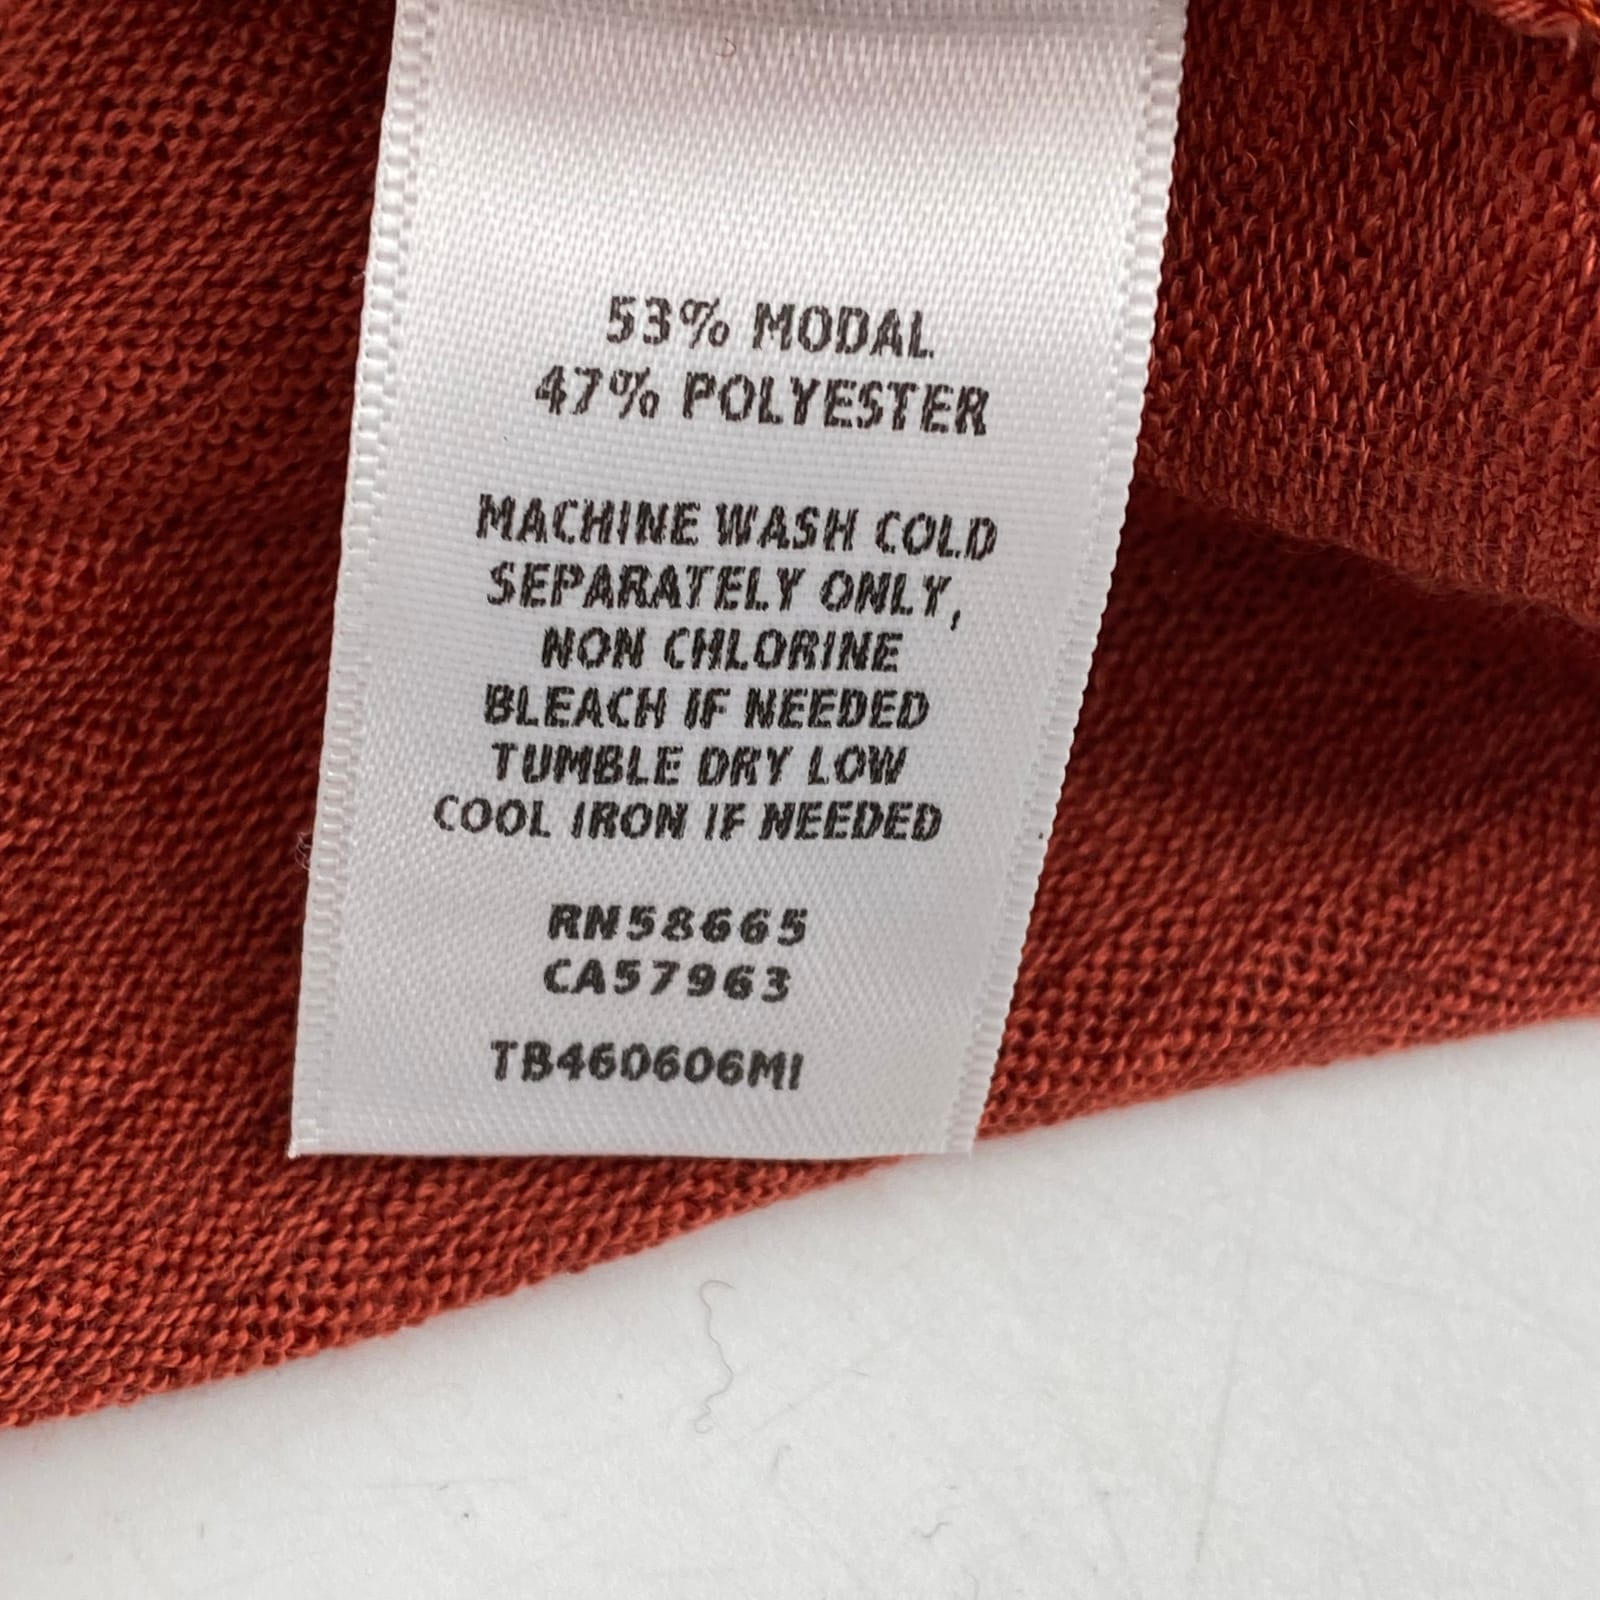 53% MODAL
47% POLYESTER
MACHINE WASH COLD
SEPARATELY ONLY,
NON CHLORINE
BLEACH IF NEEDED
TUMBLE DRY LOW
COOL IRON IF NEEDED
RN58665
CA57963
TB460606MI